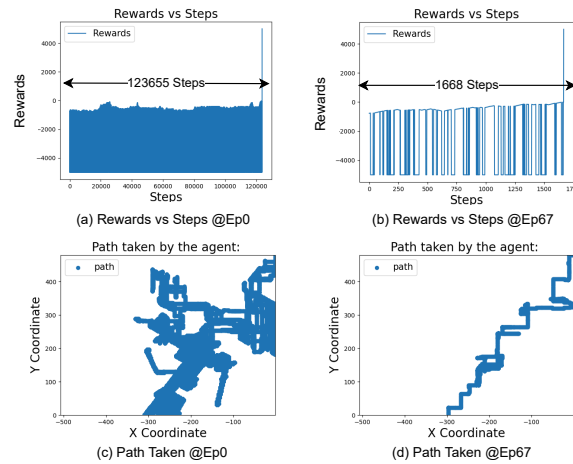 Rewards vs Steps
Rewards
4000
2000
0
−2000
−4000
Rewards
123655 Steps
0 20000 40000 60000 80000 100000 120000
Steps
(a) Rewards vs Steps @Ep0
Rewards vs Steps
Rewards
4000
2000
0
−2000
−4000
Rewards
1668 Steps
0 250 500 750 1000 1250 1500
Steps
(b) Rewards vs Steps @Ep67
Path taken by the agent:
path
400
300
200
100
0
Y Coordinate
−500 −400 −300 −200 −100
X Coordinate
(c) Path Taken @Ep0
Path taken by the agent:
path
400
300
200
100
0
Y Coordinate
−500 −400 −300 −200 −100
X Coordinate
(d) Path Taken @Ep67